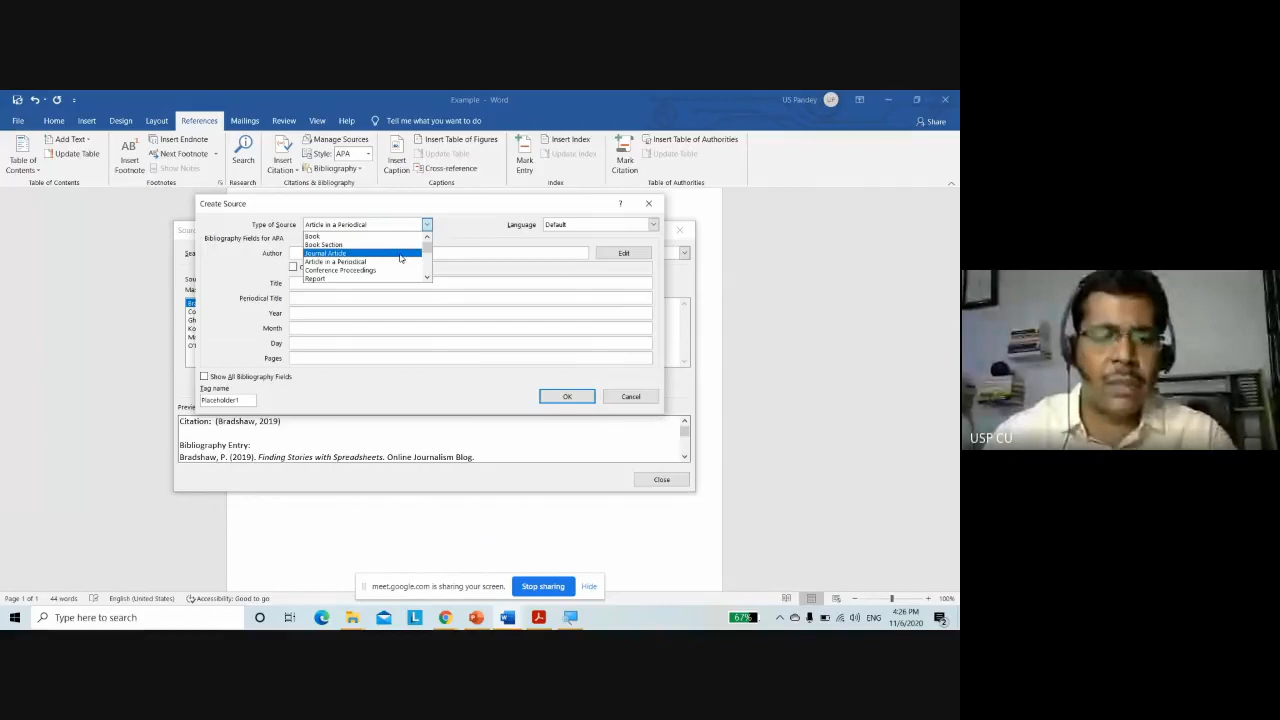 Example - Word
US Pandey
UP
File Home Insert Design Layout References Mailings Review View Help Tell me what you want to do
Share
Table of Contents
Add Text
Update Table
Table of Contents
AB
Insert Footnote
Insert Endnote
Next Footnote
Show Notes
Footnotes
Search
Research
Insert Citation
Manage Sources
Style: APA
Bibliography
Citations & Bibliography
Insert Caption
Insert Table of Figures
Update Table
Cross-reference
Captions
Mark Entry
Insert Index
Update Index
Index
Mark Citation
Insert Table of Authorities
Update Table
Table of Authorities
Create Source
? 
Type of Source Article in a Periodical
Language Default
Book
Book Section
Journal Article
Article in a Periodical
Conference Proceedings
Report
Bibliography Fields for APA
Author
Edit
Title
Periodical Title
Year
Month
Day
Pages
Show All Bibliography Fields
Tag name
Placeholder1
OK Cancel
Citation: (Bradshaw, 2019)
Bibliography Entry:
Bradshaw, P. (2019). Finding Stories with Spreadsheets. Online Journalism Blog.
Close
meet.google.com is sharing your screen. Stop sharing Hide
Page 1 of 1 44 words English (United States) Accessibility: Good to go
100%
Type here to search
67%
ENG
4:26 PM
11/6/2020
2
USP CU